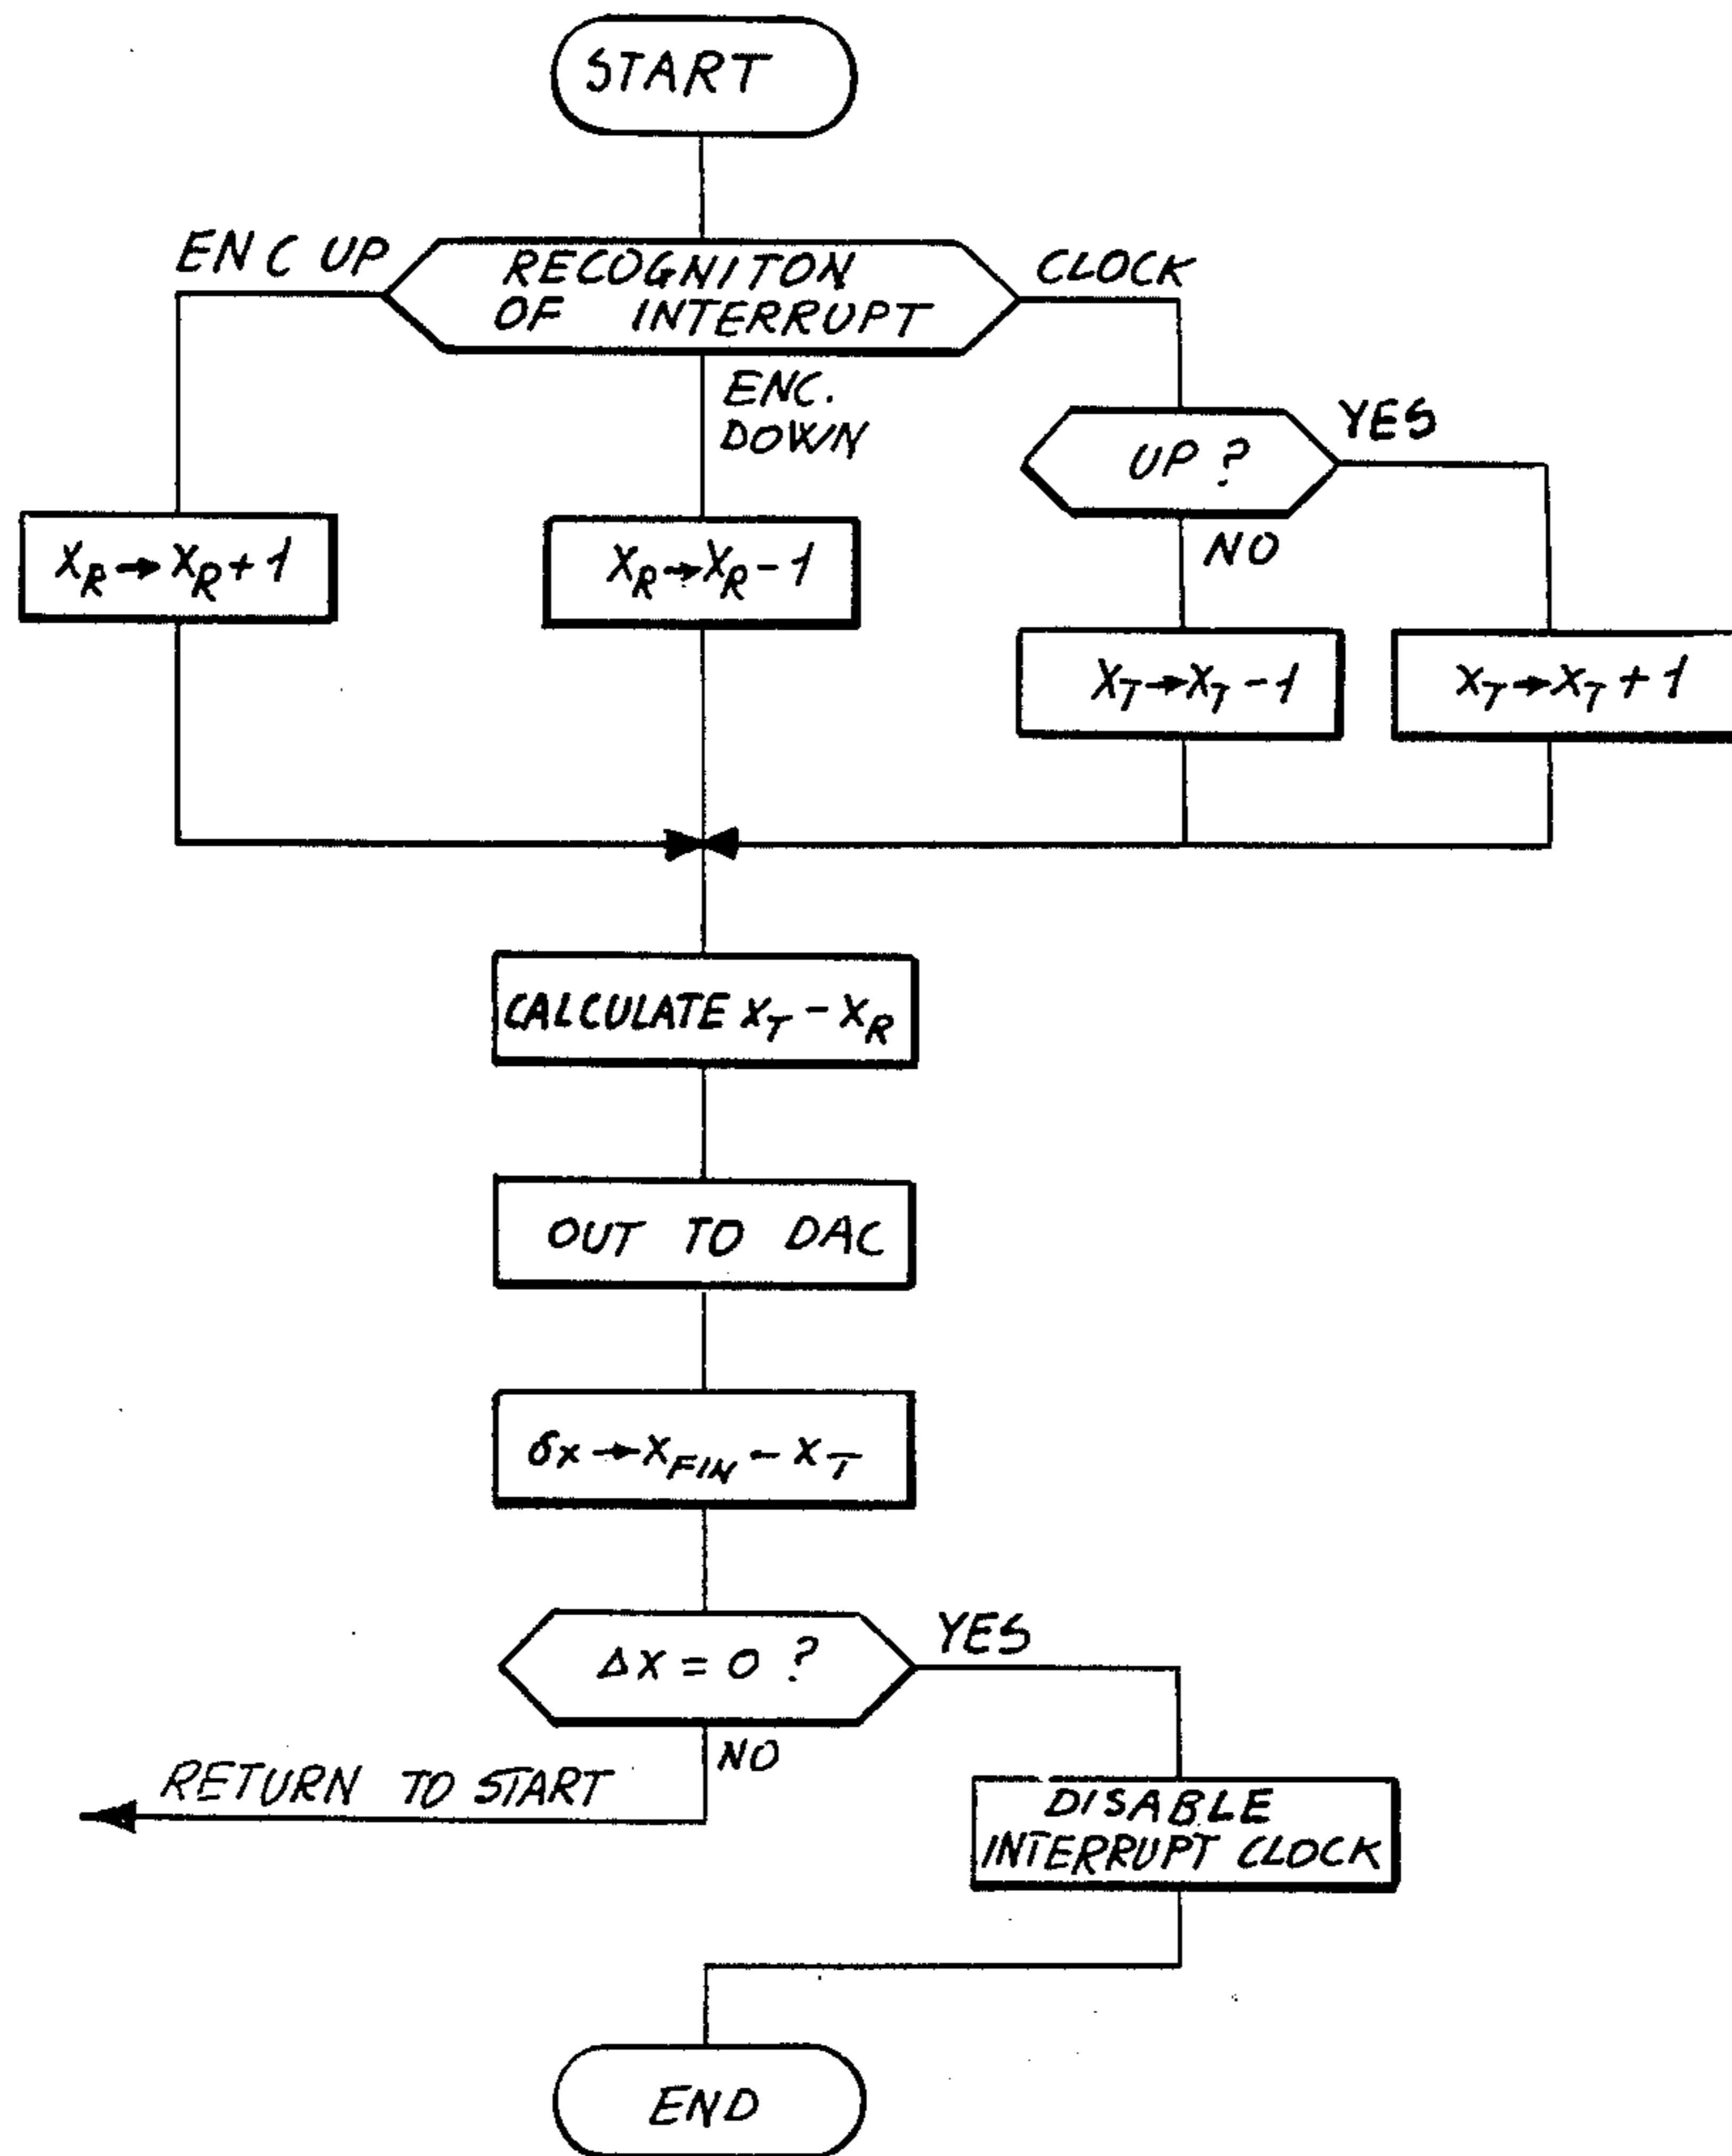 START
ENC UP
RECOGNITON
OF INTERRUPT
CLOCK
ENC.
DOWN
UP ?
YES
NO
X_R → X_R + 1
X_R → X_R - 1
X_T → X_T - 1
X_T → X_T + 1
CALCULATE X_T - X_R
OUT TO DAC
δx → X_FIN - X_T
Δx = 0 ?
YES
NO
RETURN TO START
DISABLE
INTERRUPT CLOCK
END